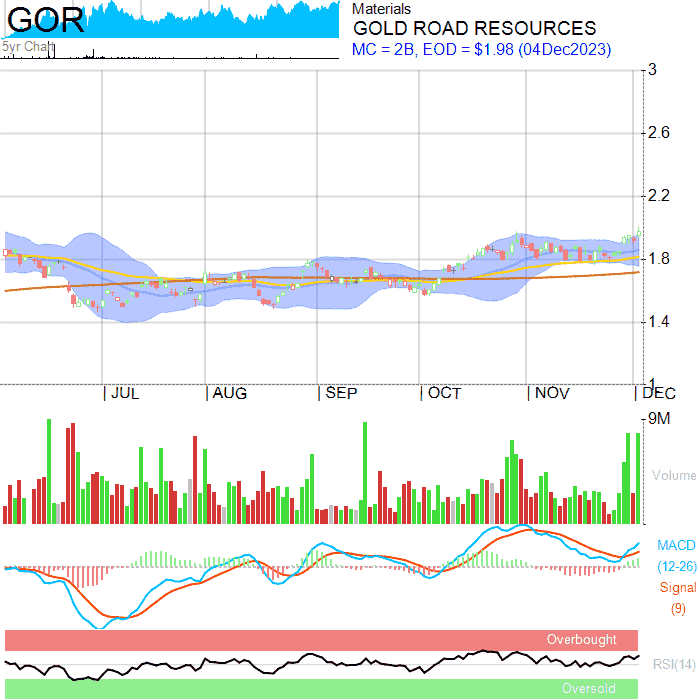 GOR
Materials
GOLD ROAD RESOURCES
5yr Chart
MC = 2B, EOD = $1.98 (04Dec2023)
3
2.6
2.2
1.8
1.4
1
JUL AUG SEP OCT NOV DEC
9M
Volume
MACD
(12-26)
Signal
(9)
Overbought
RSI(14)
Oversold